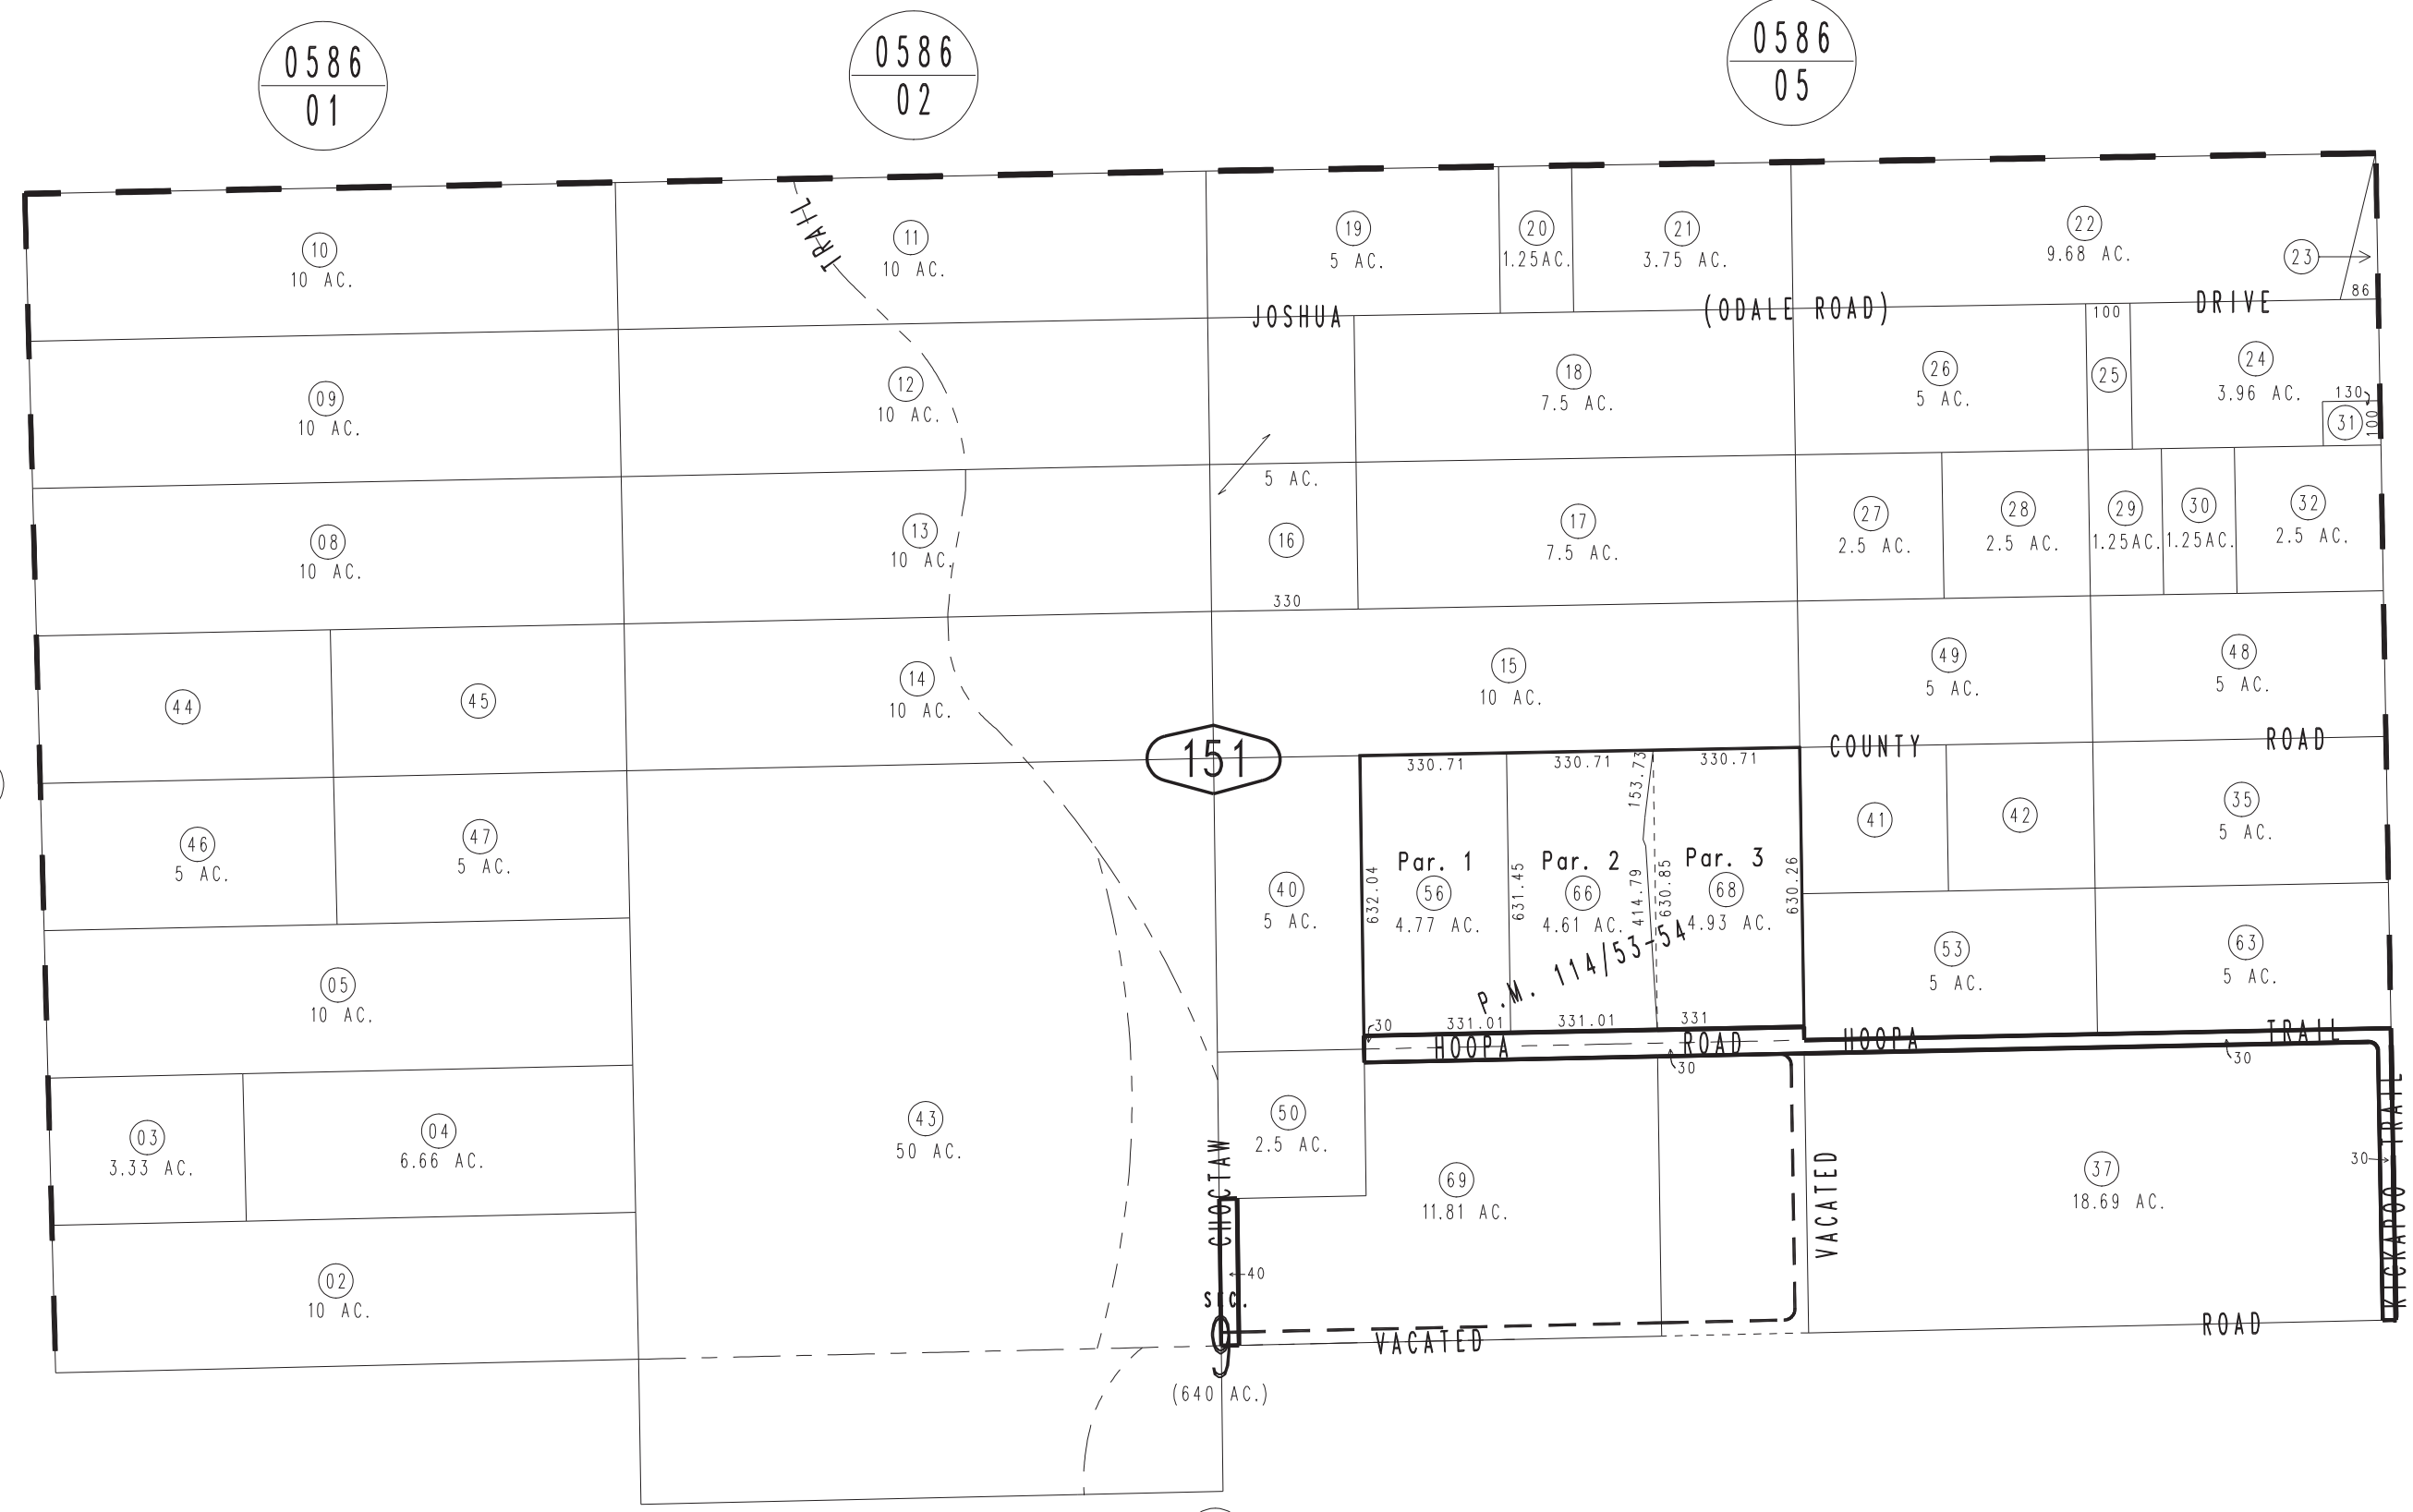 0586
01
0586
02
0586
05
TRAIL
10
10 AC.
11
10 AC.
19
5 AC.
20
1.25AC.
21
3.75 AC.
22
9.68 AC.
23
86
JOSHUA
(ODALE ROAD)
DRIVE
09
10 AC.
12
10 AC.
18
7.5 AC.
26
5 AC.
100
25
24
3.96 AC.
130
31
100
5 AC.
08
10 AC.
13
10 AC.
16
330
17
7.5 AC.
27
2.5 AC.
28
2.5 AC.
29
1.25AC.
30
1.25AC.
32
2.5 AC.
44
45
14
10 AC.
15
10 AC.
49
5 AC.
48
5 AC.
151
COUNTY
ROAD
330.71
330.71
330.71
153.73
46
5 AC.
47
5 AC.
40
5 AC.
632.04
Par. 1
56
4.77 AC.
631.45
Par. 2
66
4.61 AC.
414.79
630.85
Par. 3
68
4.93 AC.
630.26
P.M. 114/53-54
41
42
35
5 AC.
53
5 AC.
63
5 AC.
05
10 AC.
30
331.01
331.01
331
HOOPA
ROAD
HOOPA
TRAIL
30
30
03
3.33 AC.
04
6.66 AC.
43
50 AC.
50
2.5 AC.
CHOCTAW
69
11.81 AC.
VACATED
37
18.69 AC.
30
KICKAPOO TRAIL
02
10 AC.
40
SEC.
9
VACATED
ROAD
(640 AC.)